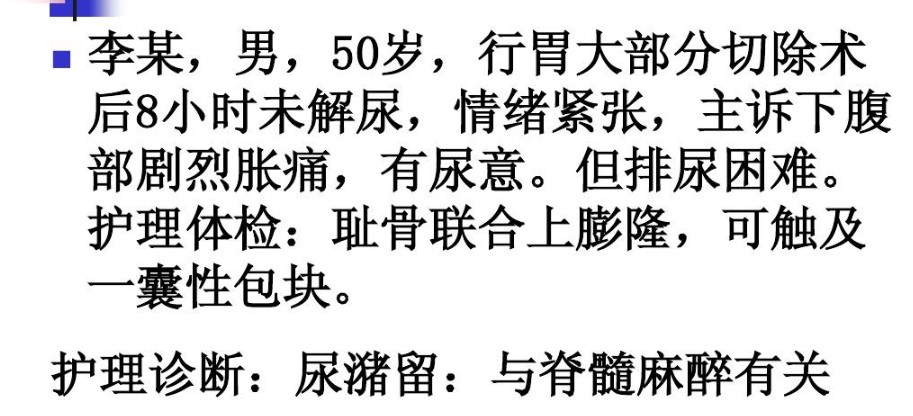 李某，男，50岁，行胃大部分切除术
后8小时未解尿，情绪紧张，主诉下腹
部剧烈胀痛，有尿意。但排尿困难。
护理体检：耻骨联合上膨隆，可触及
一囊性包块。
护理诊断：尿潴留：与脊髓麻醉有关